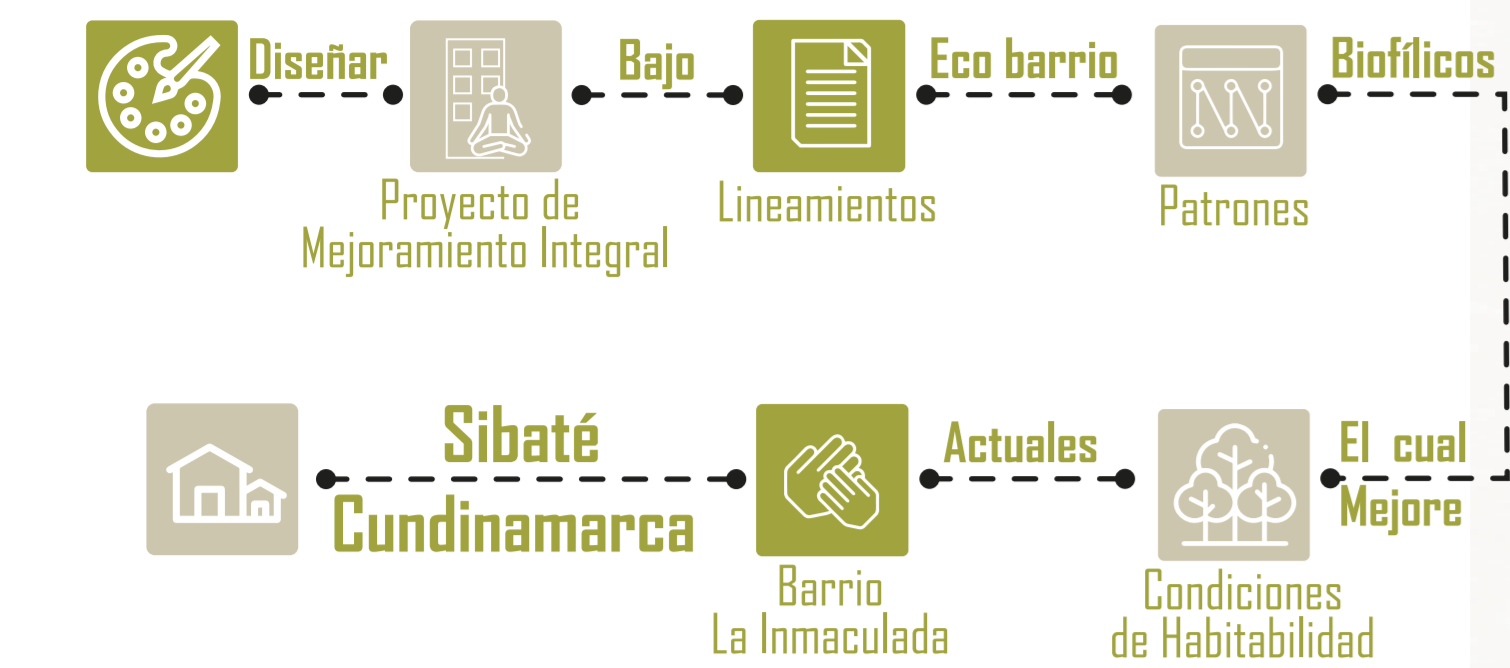 Diseñar
Proyecto de
Mejoramiento Integral
Bajo
Lineamientos
Eco barrio
Patrones
Biofílicos
El cual
Mejore
Condiciones
de Habitabilidad
Actuales
Barrio
La Inmaculada
Sibaté
Cundinamarca